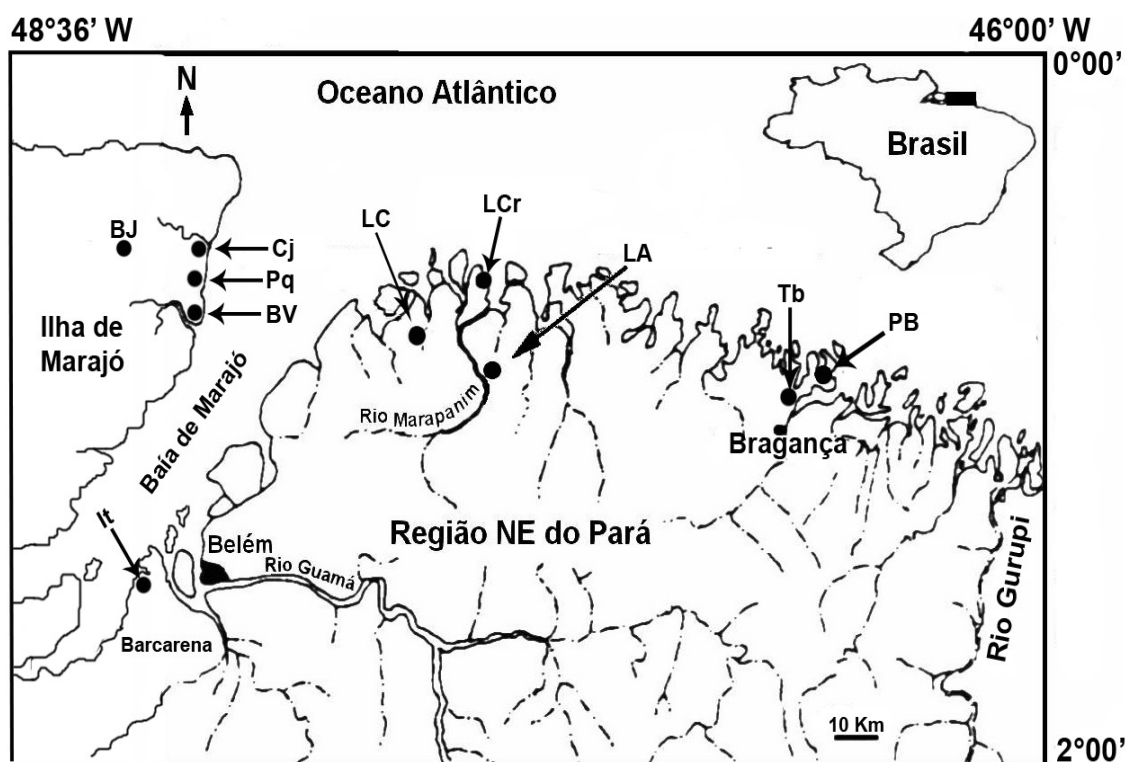 48°36’ W
46°00’ W
0°00’
N
Oceano Atlântico
Brasil
LCr
LC
BJ
Cj
LA
Pq
Tb
BV
PB
Ilha de
Marajó
Baía de Marajó
Rio Marapanim
Bragança
It
Região NE do Pará
Belém
Rio Guamá
Rio Gurupi
Barcarena
10 Km
2°00’